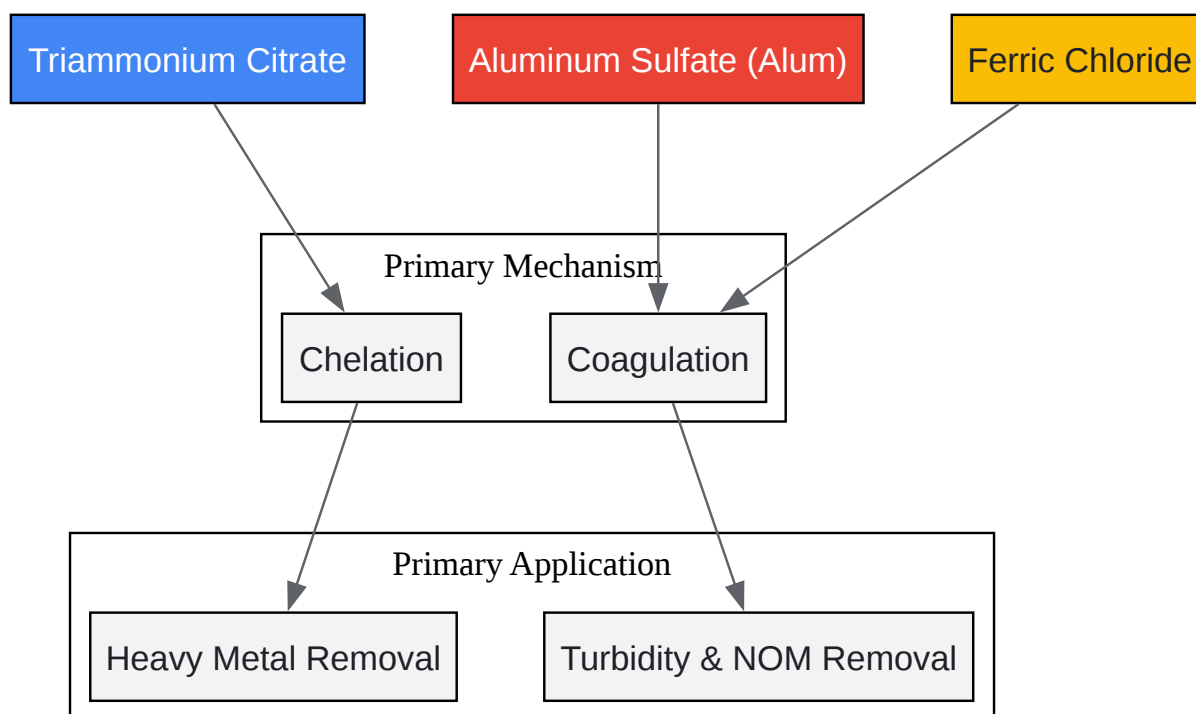 Triammonium Citrate
Aluminum Sulfate (Alum)
Ferric Chloride
Primary Mechanism
Chelation
Coagulation
Primary Application
Heavy Metal Removal
Turbidity & NOM Removal